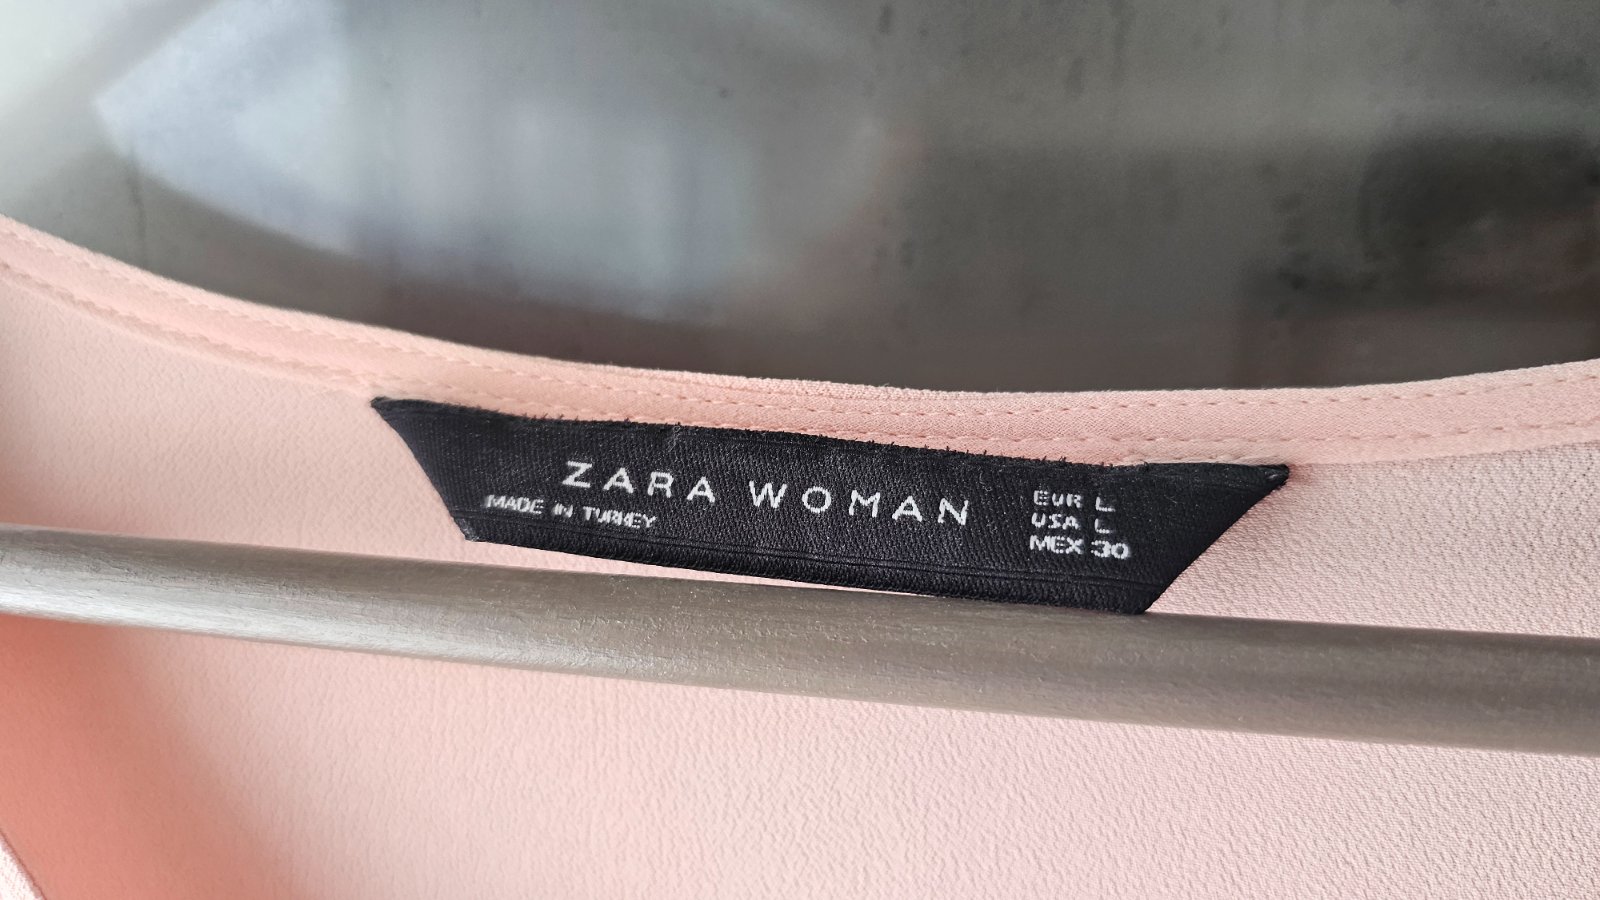 ZARA WOMAN
MADE IN TURKEY
EUR L
USA L
MEX 30